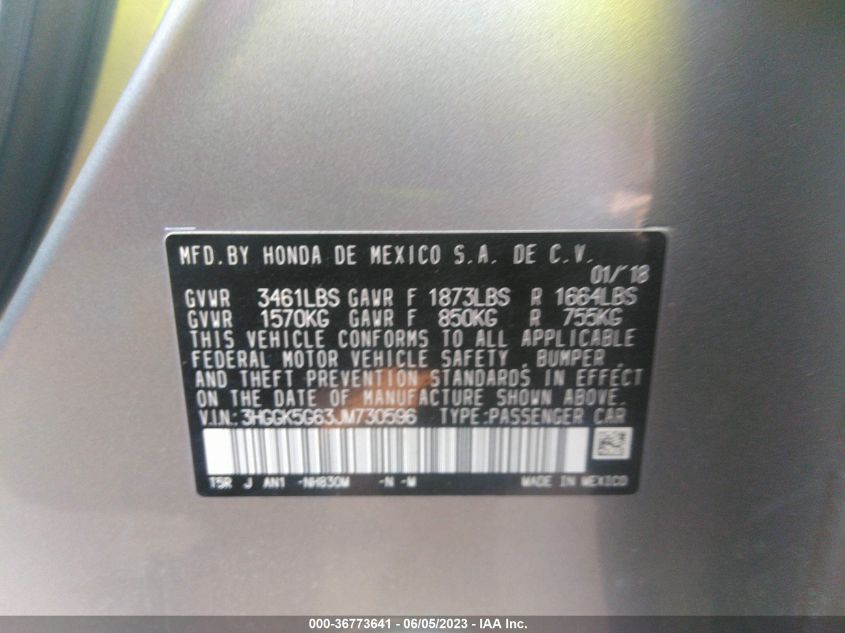 MFD.BY HONDA DE MEXICO S.A. DE C.V.
01/'18
GVWR 3461LBS GAWR F 1873LBS R 1664LBS
GVWR 1570KG GAWR F 850KG R 755KG
THIS VEHICLE CONFORMS TO ALL APPLICABLE
FEDERAL MOTOR VEHICLE SAFETY, BUMPER,
AND THEFT PREVENTION STANDARDS IN EFFECT
ON THE DATE OF MANUFACTURE SHOWN ABOVE.
V.I.N.: 3HGGK5G63JM730596 TYPE:PASSENGER CAR
T5R J AN1 -NH830M -N -M MADE IN MEXICO
000-36773641 - 06/05/2023 - IAA Inc.